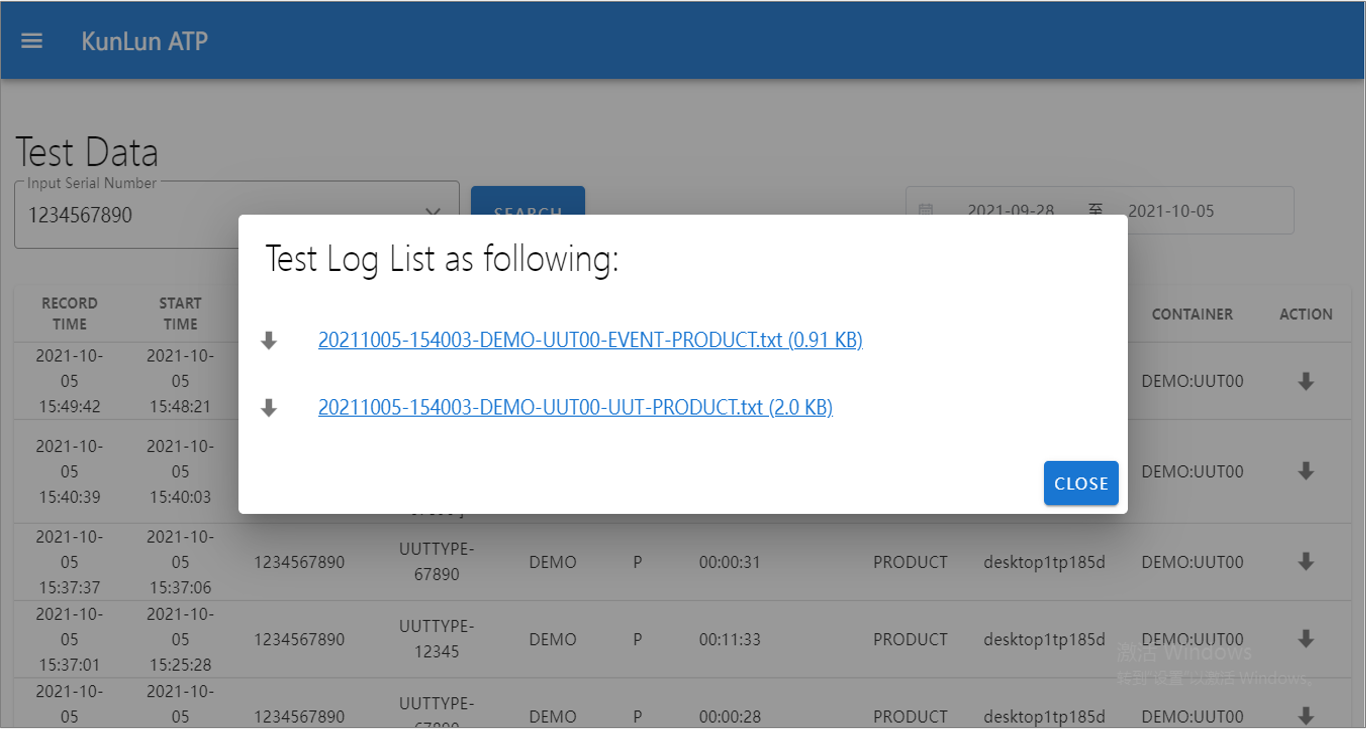 KunLun ATP
Test Data
Input Serial Number
1234567890
SEARCH
2021-09-28 至 2021-10-05
Test Log List as following:
20211005-154003-DEMO-UUT00-EVENT-PRODUCT.txt (0.91 KB)
20211005-154003-DEMO-UUT00-UUT-PRODUCT.txt (2.0 KB)
CLOSE
RECORD
TIME
START
TIME
CONTAINER
ACTION
2021-10-
05
15:49:42
2021-10-
05
15:48:21
DEMO:UUT00
2021-10-
05
15:40:39
2021-10-
05
15:40:03
DEMO:UUT00
2021-10-
05
15:37:37
2021-10-
05
15:37:06
1234567890
UUTTYPE-
67890
DEMO
P
00:00:31
PRODUCT
desktop1tp185d
DEMO:UUT00
2021-10-
05
15:37:01
2021-10-
05
15:25:28
1234567890
UUTTYPE-
12345
DEMO
P
00:11:33
PRODUCT
desktop1tp185d
DEMO:UUT00
2021-10-
05
2021-10-
05
1234567890
UUTTYPE-
67890
DEMO
P
00:00:28
PRODUCT
desktop1tp185d
DEMO:UUT00
激活 Windows
转到"设置"以激活 Windows。